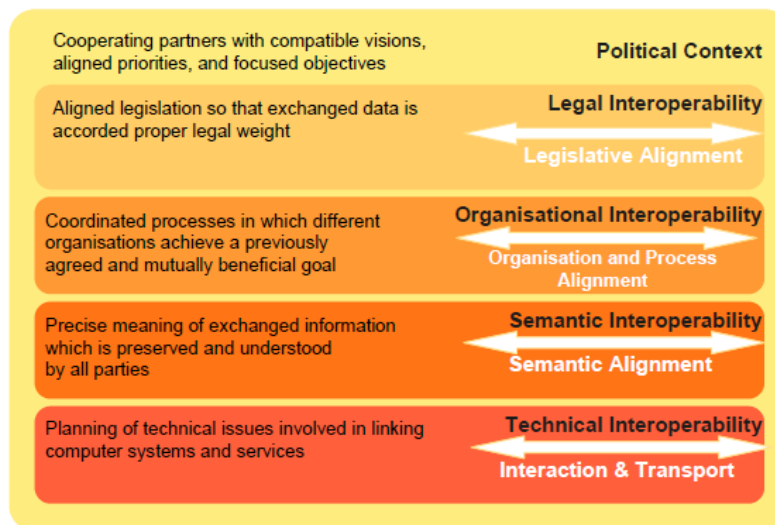 Cooperating partners with compatible visions,
aligned priorities, and focused objectives
Political Context
Aligned legislation so that exchanged data is
accorded proper legal weight
Legal Interoperability
Legislative Alignment
Coordinated processes in which different
organisations achieve a previously
agreed and mutually beneficial goal
Organisational Interoperability
Organisation and Process
Alignment
Precise meaning of exchanged information
which is preserved and understood
by all parties
Semantic Interoperability
Semantic Alignment
Planning of technical issues involved in linking
computer systems and services
Technical Interoperability
Interaction & Transport